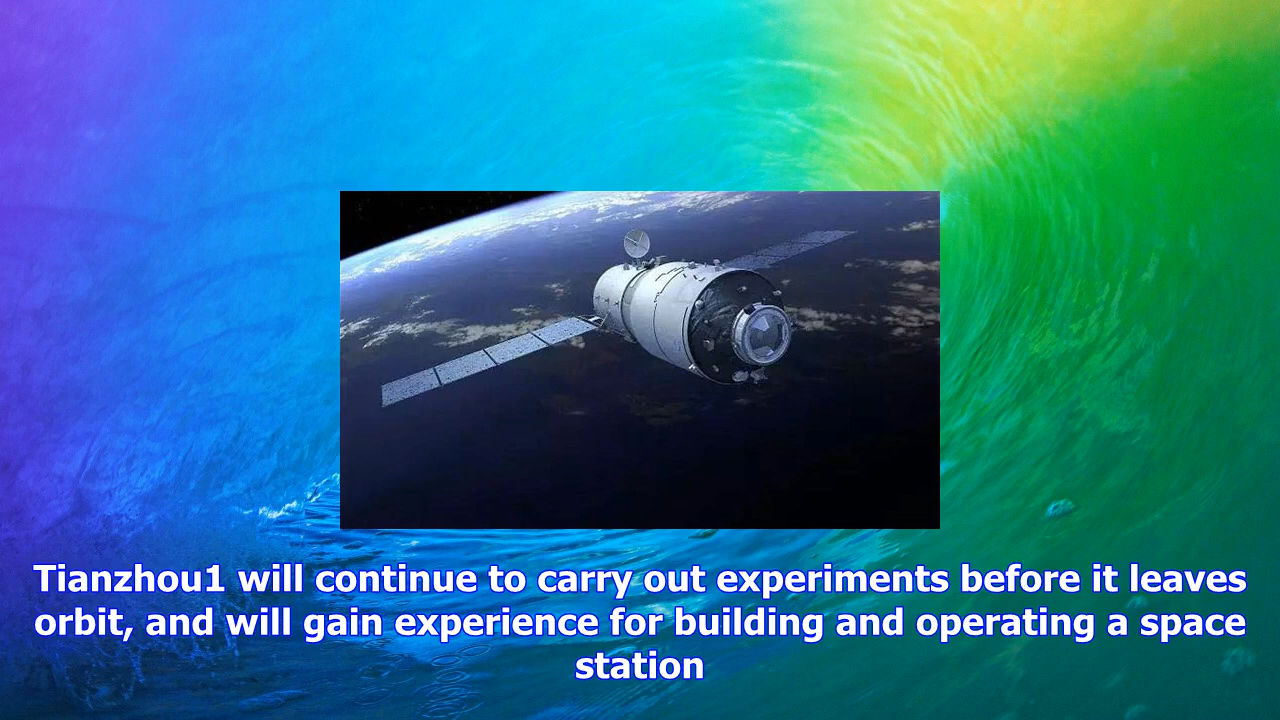 Tianzhou1 will continue to carry out experiments before it leaves
orbit, and will gain experience for building and operating a space
station